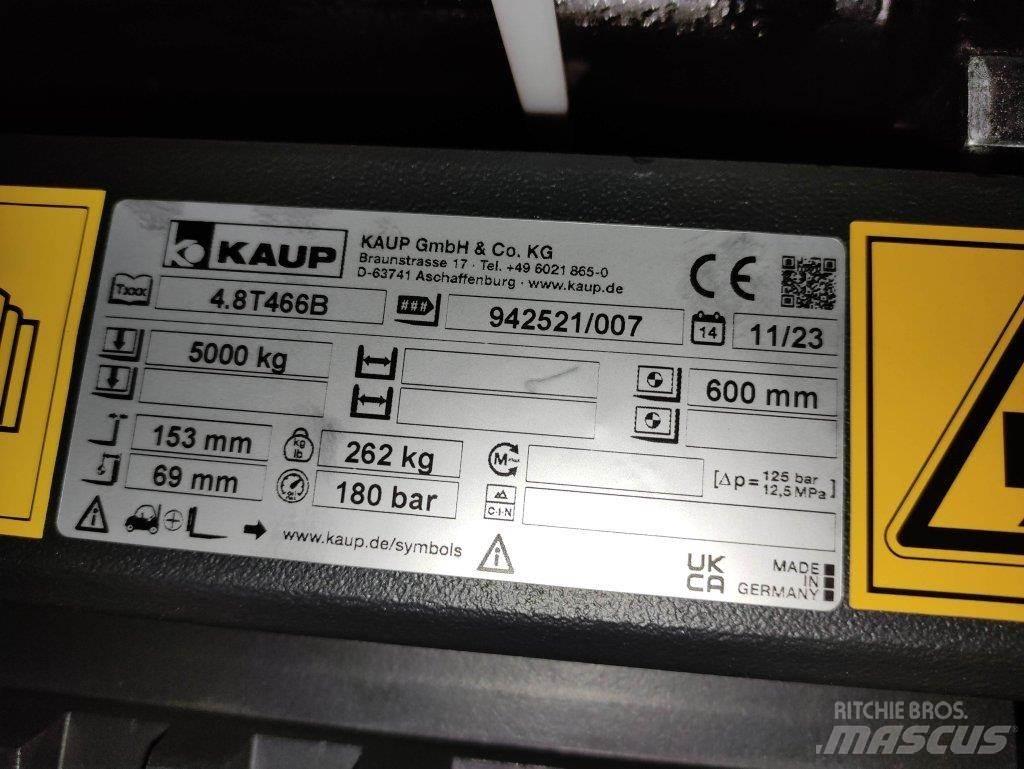 KAUP
KAUP GmbH & Co. KG
Braunstrasse 17 · Tel. +49 6021 865-0
D-63741 Aschaffenburg · www.kaup.de
CE
Txxx 4.8T466B ### 942521/007 14 11/23
5000 kg 600 mm
153 mm kg lb 262 kg M [Δp= 125 bar
12,5 MPa]
69 mm 180 bar C-I-N
www.kaup.de/symbols
UK
CA
MADE
IN
GERMANY
RITCHIE BROS.
MASCUS